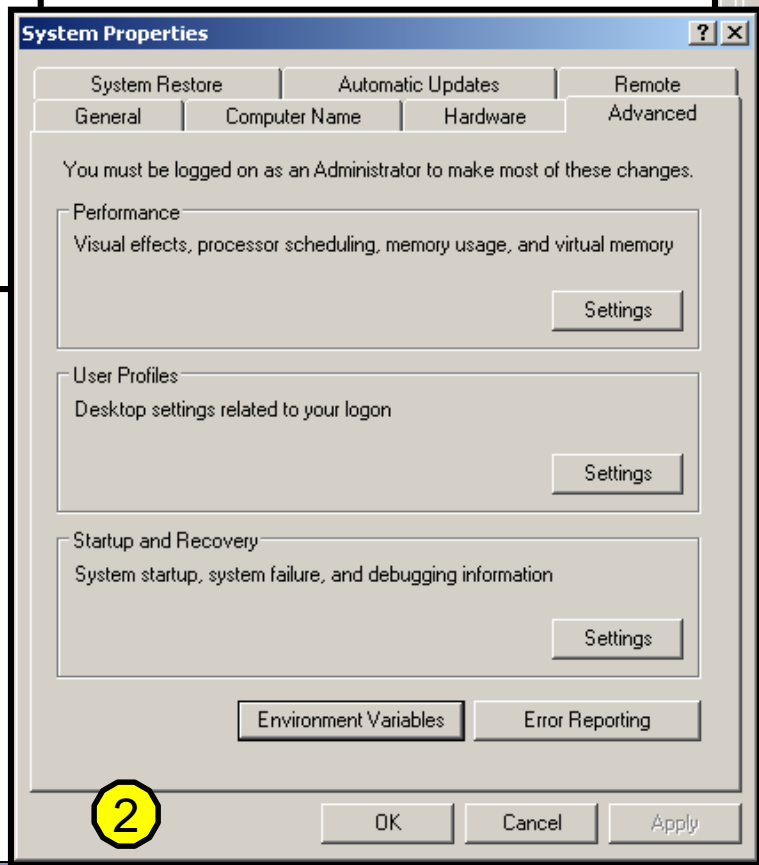 System Properties
System Restore Automatic Updates Remote
General Computer Name Hardware Advanced
You must be logged on as an Administrator to make most of these changes.
Performance
Visual effects, processor scheduling, memory usage, and virtual memory
Settings
User Profiles
Desktop settings related to your logon
Settings
Startup and Recovery
System startup, system failure, and debugging information
Settings
Environment Variables Error Reporting
2
OK Cancel Apply